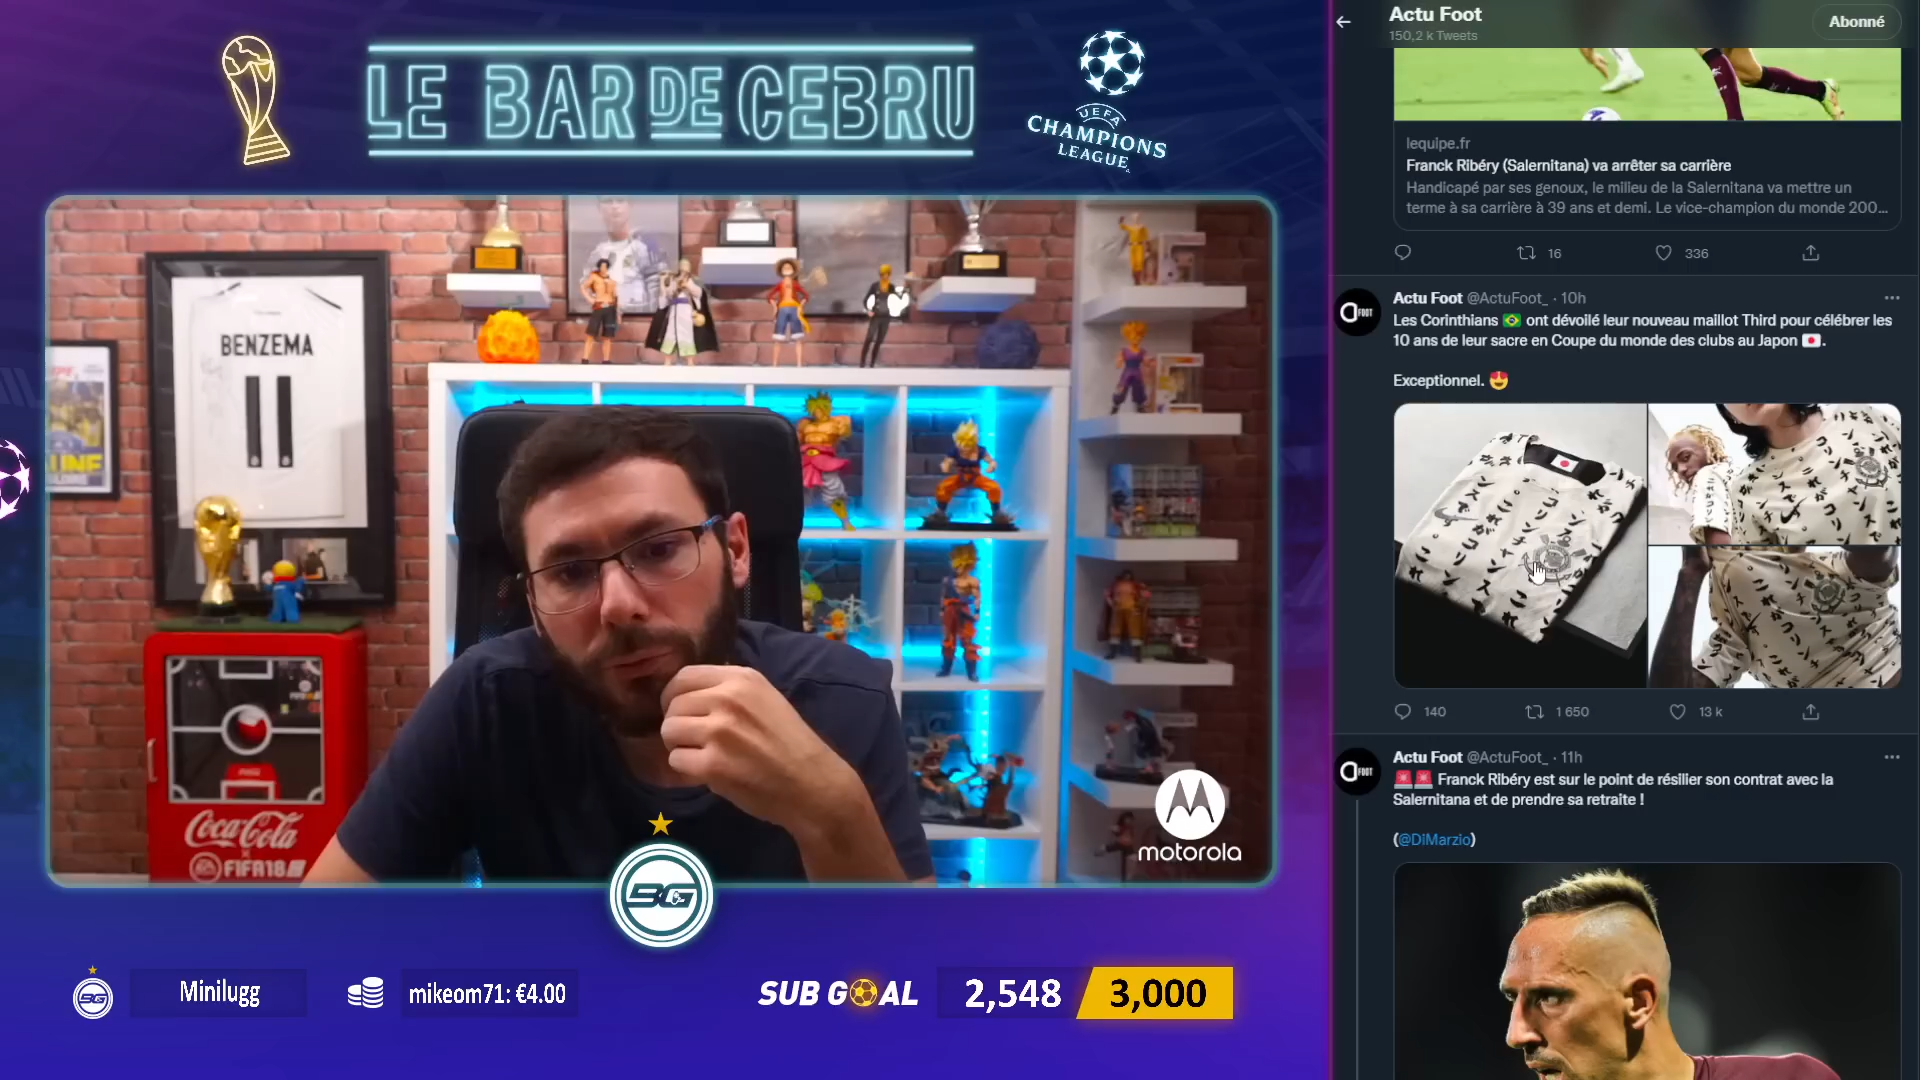 LE BAR DE CEBRU
UEFA
CHAMPIONS
LEAGUE
BENZEMA
11
Coca-Cola
FIFA18
motorola
BG
BG
Minilugg
mikeom71: €4.00
SUB GOAL
2,548
3,000
Actu Foot
150,2 k Tweets
Abonné
lequipe.fr
Franck Ribéry (Salernitana) va arrêter sa carrière
Handicapé par ses genoux, le milieu de la Salernitana va mettre un
terme à sa carrière à 39 ans et demi. Le vice-champion du monde 200...
16
336
Actu Foot @ActuFoot_ · 10h
Les Corinthians 🇧🇷 ont dévoilé leur nouveau maillot Third pour célébrer les
10 ans de leur sacre en Coupe du monde des clubs au Japon 🇯🇵.
Exceptionnel. 😍
140
1 650
13 k
Actu Foot @ActuFoot_ · 11h
🚨🚨 Franck Ribéry est sur le point de résilier son contrat avec la
Salernitana et de prendre sa retraite !
(@DiMarzio)